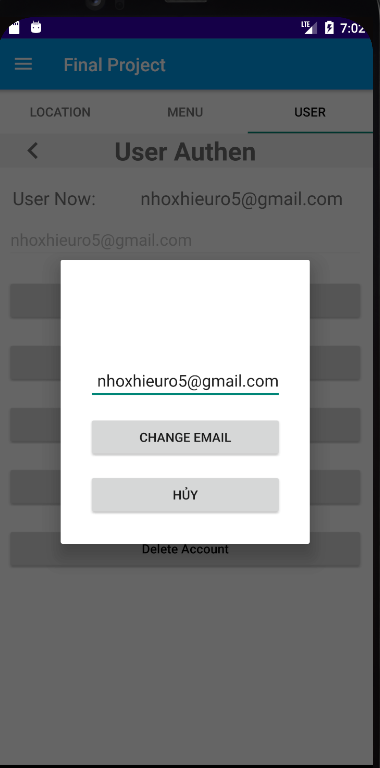 LTE 7:02
Final Project
LOCATION MENU USER
User Authen
User Now: nhoxhieuro5@gmail.com
nhoxhieuro5@gmail.com
nhoxhieuro5@gmail.com
CHANGE EMAIL
HỦY
Delete Account